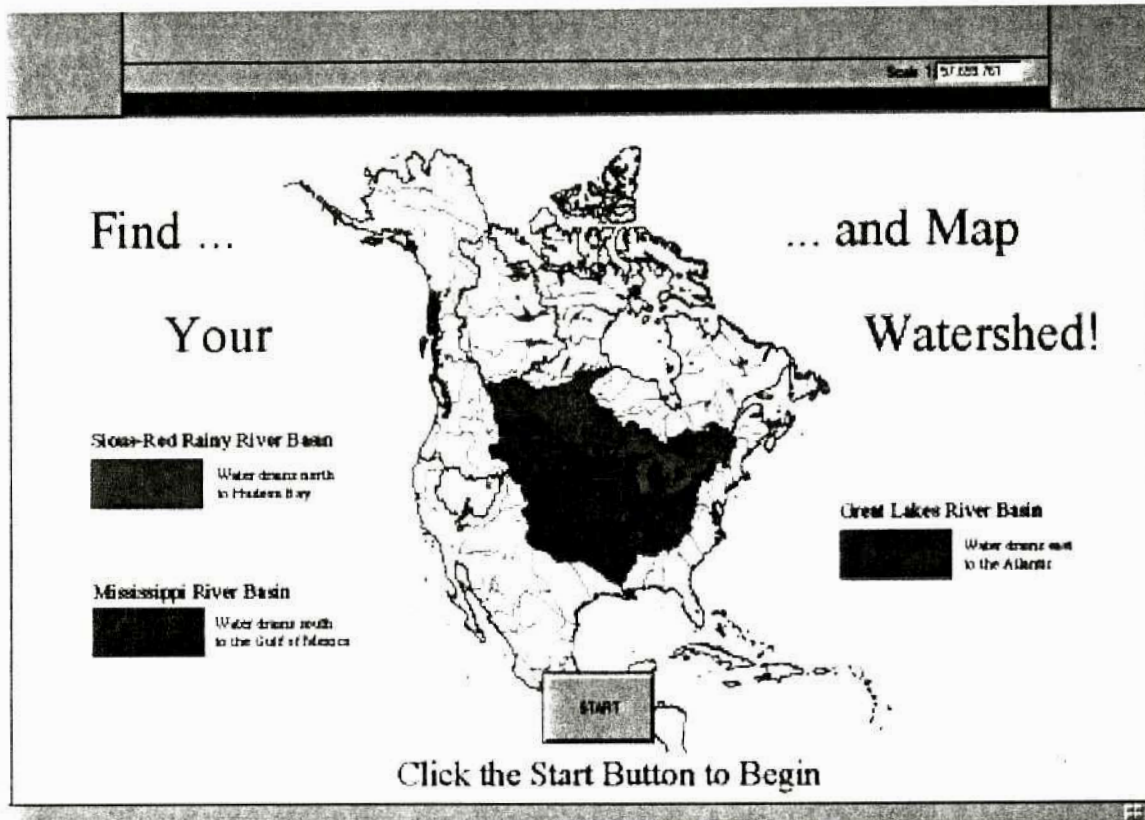 Scale 1:
Find ...
... and Map
Your
Watershed!
Sioux-Red Rainy River Basin
Water drains north
to Hudson Bay
Great Lakes River Basin
Water drains east
to the Atlantic
Mississippi River Basin
Water drains south
to the Gulf of Mexico
START
Click the Start Button to Begin